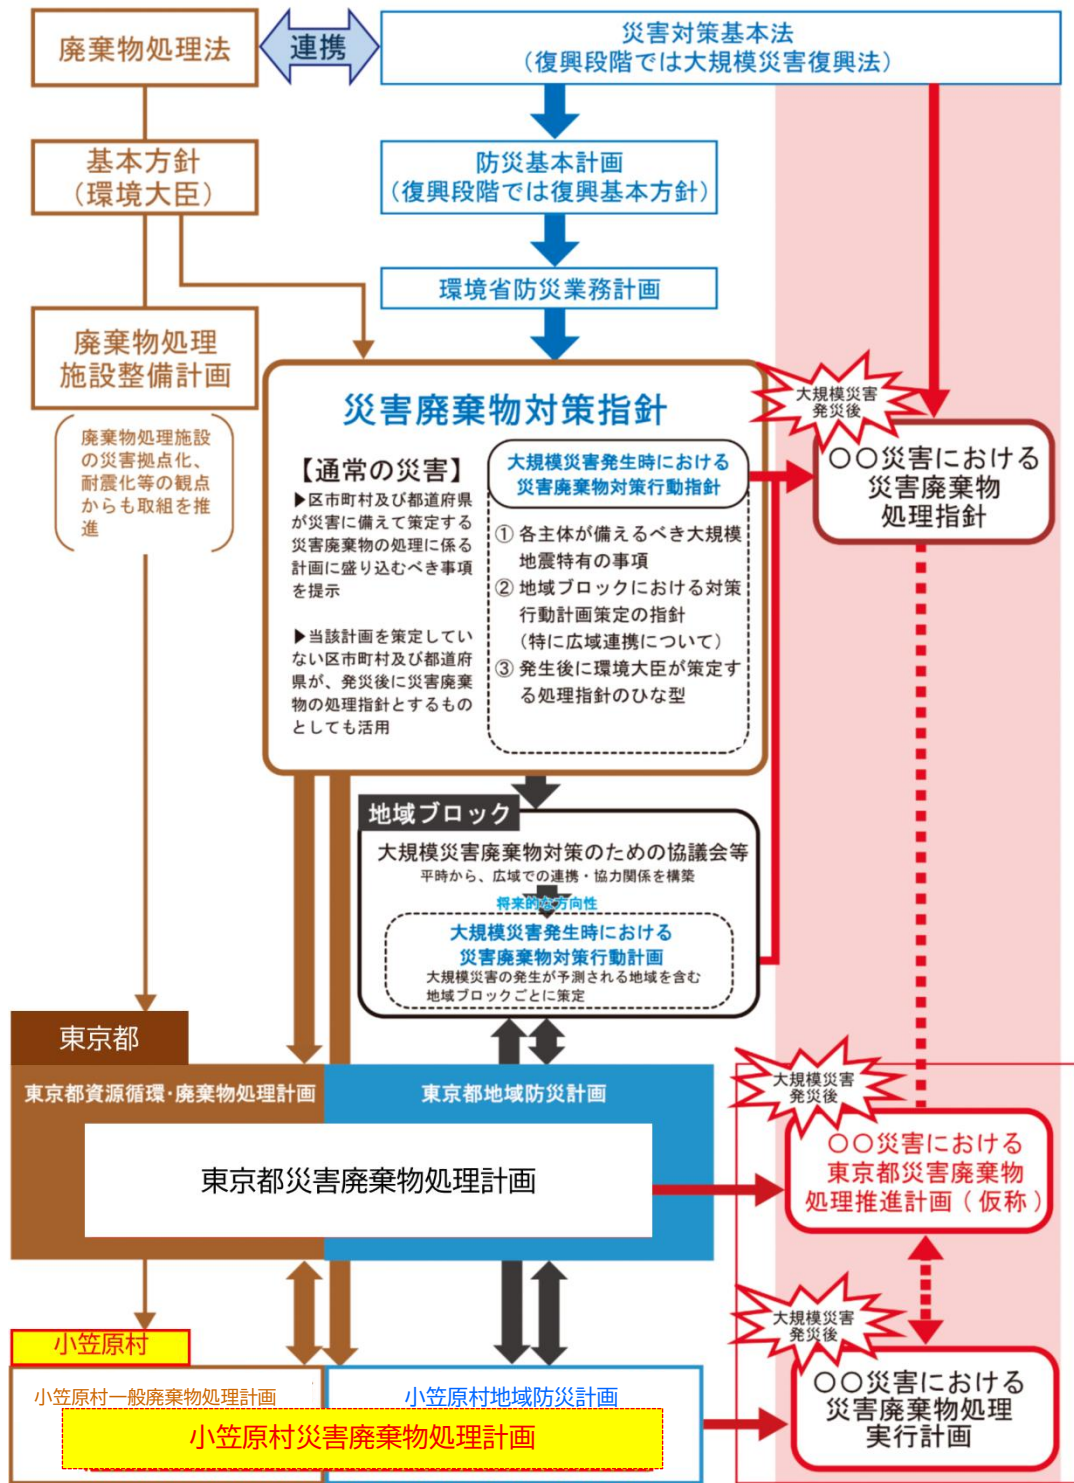 廃棄物処理法
連携
災害対策基本法
(復興段階では大規模災害復興法)
基本方針
(環境大臣)
防災基本計画
(復興段階では復興基本方針)
環境省防災業務計画
廃棄物処理
施設整備計画
廃棄物処理施設
の災害拠点化、
耐震化等の観点
からも取組を推
進
災害廃棄物対策指針
【通常の災害】
▶区市町村及び都道府県
が災害に備えて策定する
災害廃棄物の処理に係る
計画に盛り込むべき事項
を提示
▶当該計画を策定してい
ない区市町村及び都道府
県が、発災後に災害廃棄
物の処理指針とするもの
としても活用
大規模災害発生時における
災害廃棄物対策行動指針
① 各主体が備えるべき大規模
地震特有の事項
② 地域ブロックにおける対策
行動計画策定の指針
(特に広域連携について)
③ 発生後に環境大臣が策定す
る処理指針のひな型
大規模災害
発災後
〇〇災害における
災害廃棄物
処理指針
地域ブロック
大規模災害廃棄物対策のための協議会等
平時から、広域での連携・協力関係を構築
将来的な方向性
大規模災害発生時における
災害廃棄物対策行動計画
大規模災害の発生が予測される地域を含む
地域ブロックごとに策定
東京都
東京都資源循環・廃棄物処理計画
東京都地域防災計画
東京都災害廃棄物処理計画
大規模災害
発災後
〇〇災害における
東京都災害廃棄物
処理推進計画(仮称)
小笠原村
小笠原村一般廃棄物処理計画
小笠原村地域防災計画
小笠原村災害廃棄物処理計画
大規模災害
発災後
〇〇災害における
災害廃棄物処理
実行計画